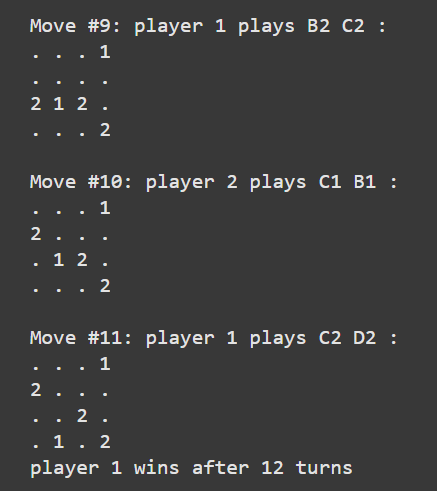 Move #9: player 1 plays B2 C2 :
. . . 1
. . . .
2 1 2 .
. . . 2
Move #10: player 2 plays C1 B1 :
. . . 1
2 . . .
. 1 2 .
. . . 2
Move #11: player 1 plays C2 D2 :
. . . 1
2 . . .
. . 2 .
. 1 . 2
player 1 wins after 12 turns